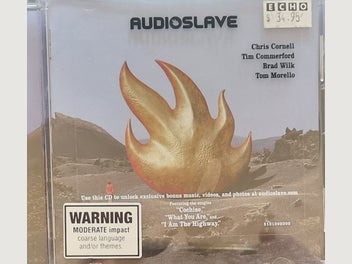 AUDIOSLAVE
ECHO
$ 34.95
Chris Cornell
Tim Commerford
Brad Wilk
Tom Morello
Use this CD to unlock exclusive bonus music, videos, and photos at audioslave.com
Featuring the singles
"Cochise,"
"What You Are," and
"I Am The Highway."
WARNING
MODERATE impact
coarse language
and/or themes